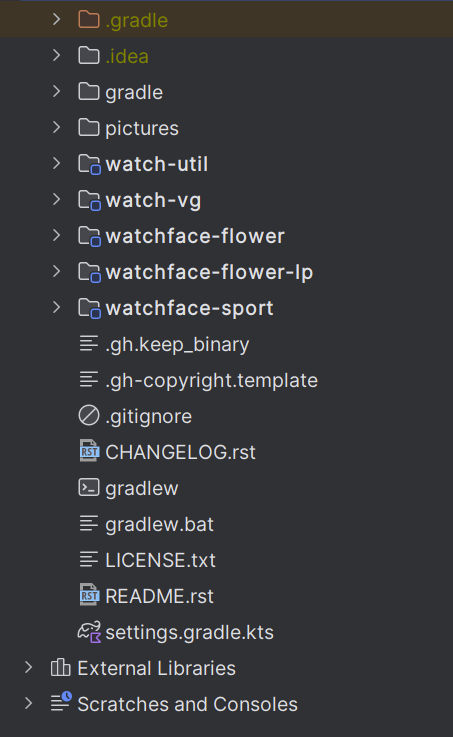 .gradle
.idea
gradle
pictures
watch-util
watch-vg
watchface-flower
watchface-flower-lp
watchface-sport
.gh.keep_binary
.gh-copyright.template
.gitignore
RST CHANGELOG.rst
gradlew
gradlew.bat
LICENSE.txt
RST README.rst
settings.gradle.kts
External Libraries
Scratches and Consoles